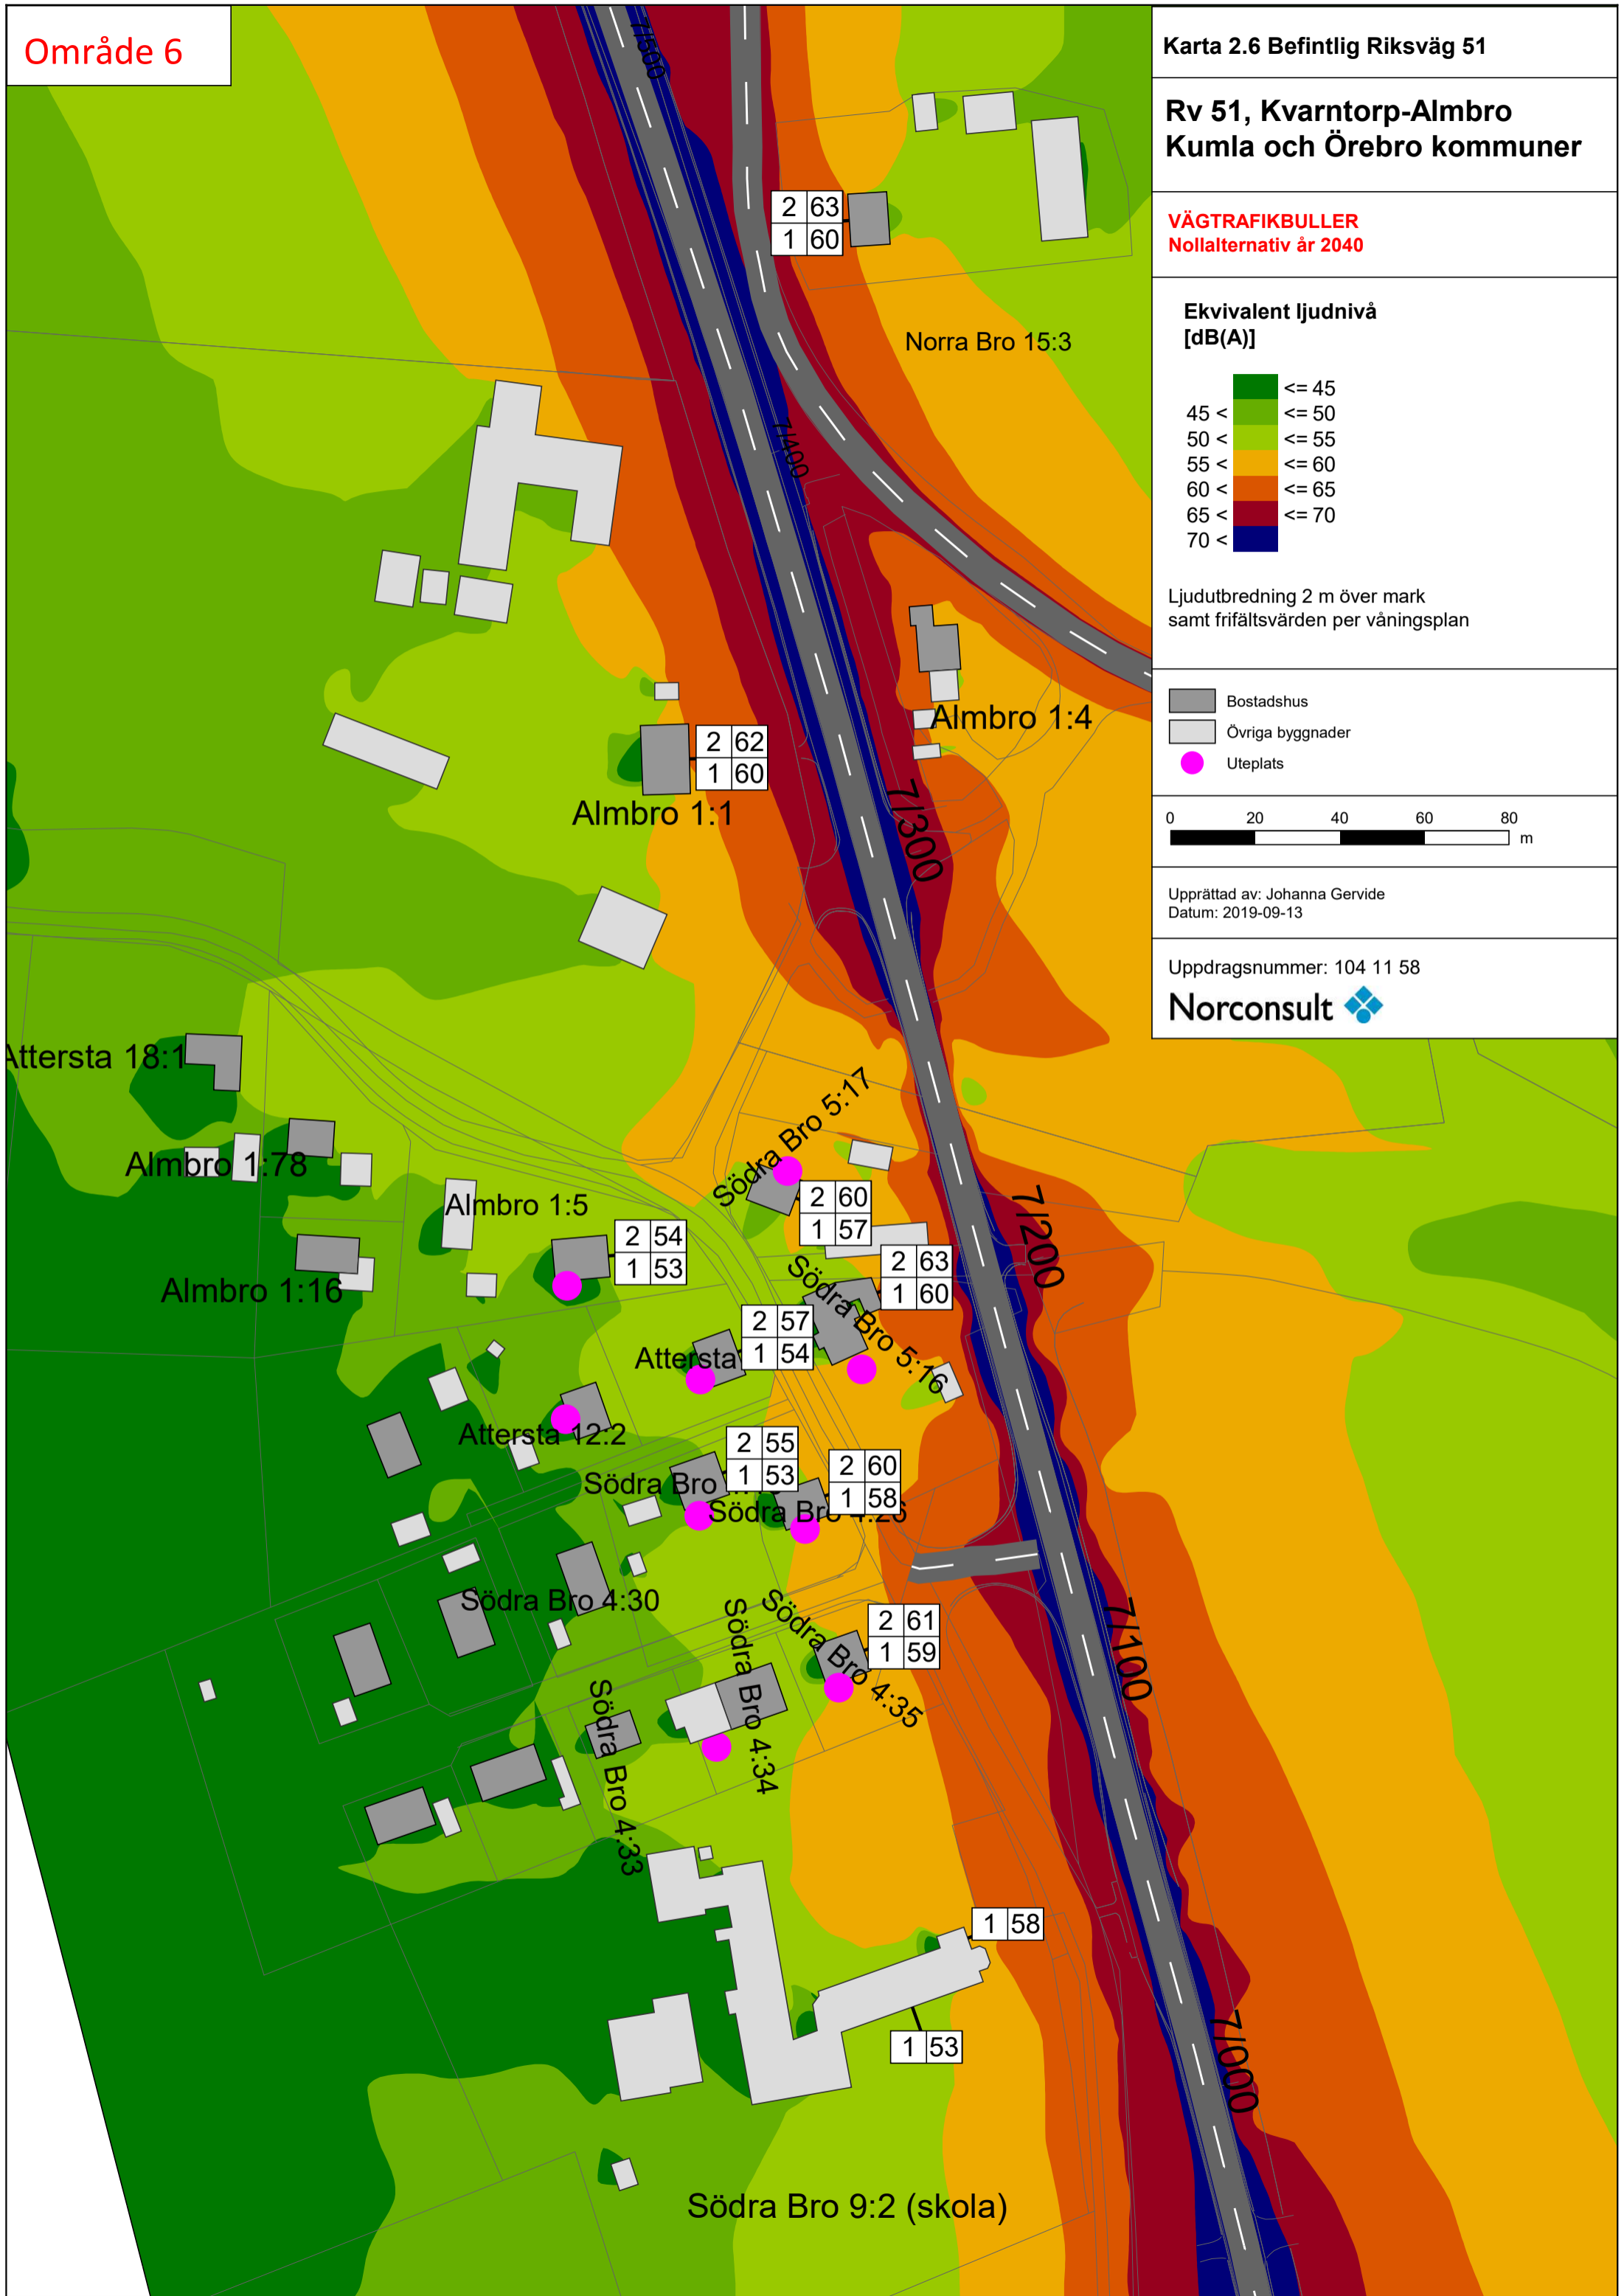 Område 6
Karta 2.6 Befintlig Riksväg 51
Rv 51, Kvarntorp-Almbro
Kumla och Örebro kommuner
VÄGTRAFIKBULLER
Nollalternativ år 2040
Ekvivalent ljudnivå
[dB(A)]
<= 45
45 < <= 50
50 < <= 55
55 < <= 60
60 < <= 65
65 < <= 70
70 <
Ljudutbredning 2 m över mark
samt frifältsvärden per våningsplan
Bostadshus
Övriga byggnader
Uteplats
0 20 40 60 80
m
Upprättad av: Johanna Gervide
Datum: 2019-09-13
Uppdragsnummer: 104 11 58
Norconsult
7/500
2 63
1 60
Norra Bro 15:3
7/400
Almbro 1:4
2 62
1 60
Almbro 1:1
7/300
Attersta 18:1
Södra Bro 5:17
Almbro 1:78
Almbro 1:5
2 60
1 57
7/200
2 54
1 53
2 63
1 60
Almbro 1:16
Södra Bro 5:16
2 57
1 54
Attersta
Attersta 12:2
2 55
1 53
2 60
1 58
Södra Bro
Södra Bro 4:26
Södra Bro 4:30
2 61
1 59
Södra Bro 4:35
7/100
Södra Bro 4:34
Södra Bro 4:33
1 58
1 53
7/000
Södra Bro 9:2 (skola)